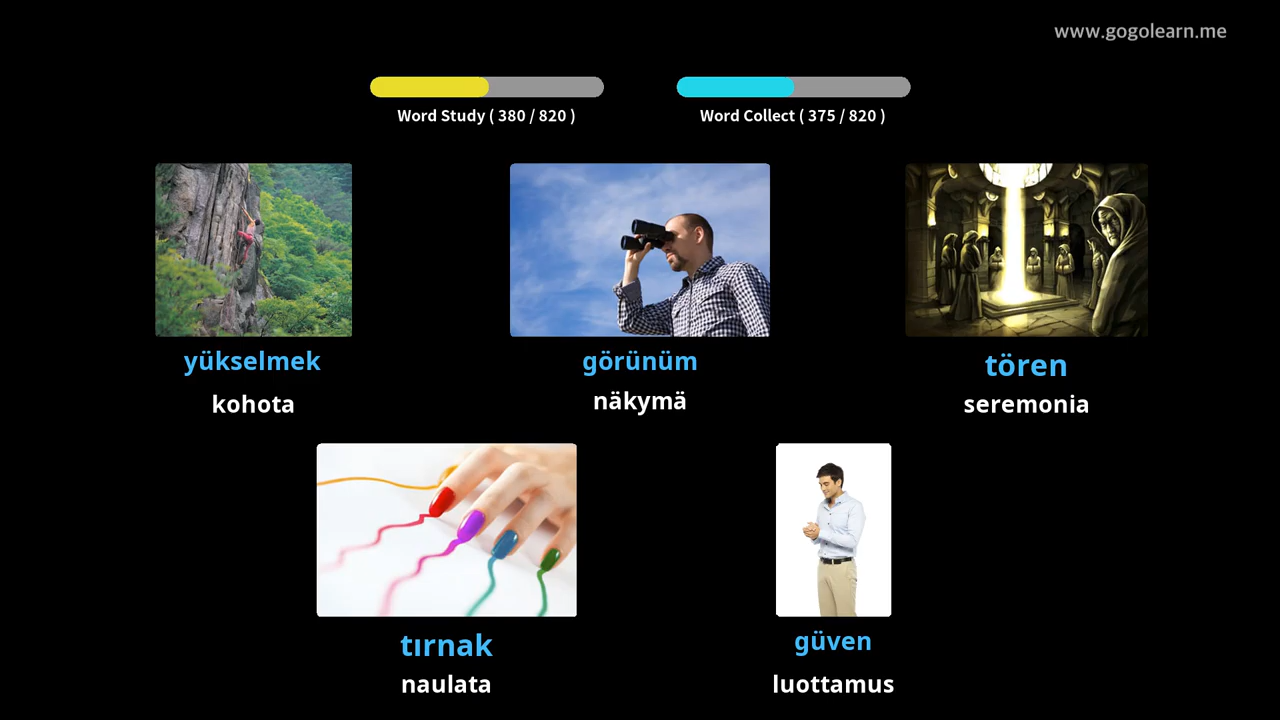 www.gogolearn.me
Word Study ( 380 / 820 )
Word Collect ( 375 / 820 )
yükselmek
kohota
görünüm
näkymä
tören
seremonia
tırnak
naulata
güven
luottamus